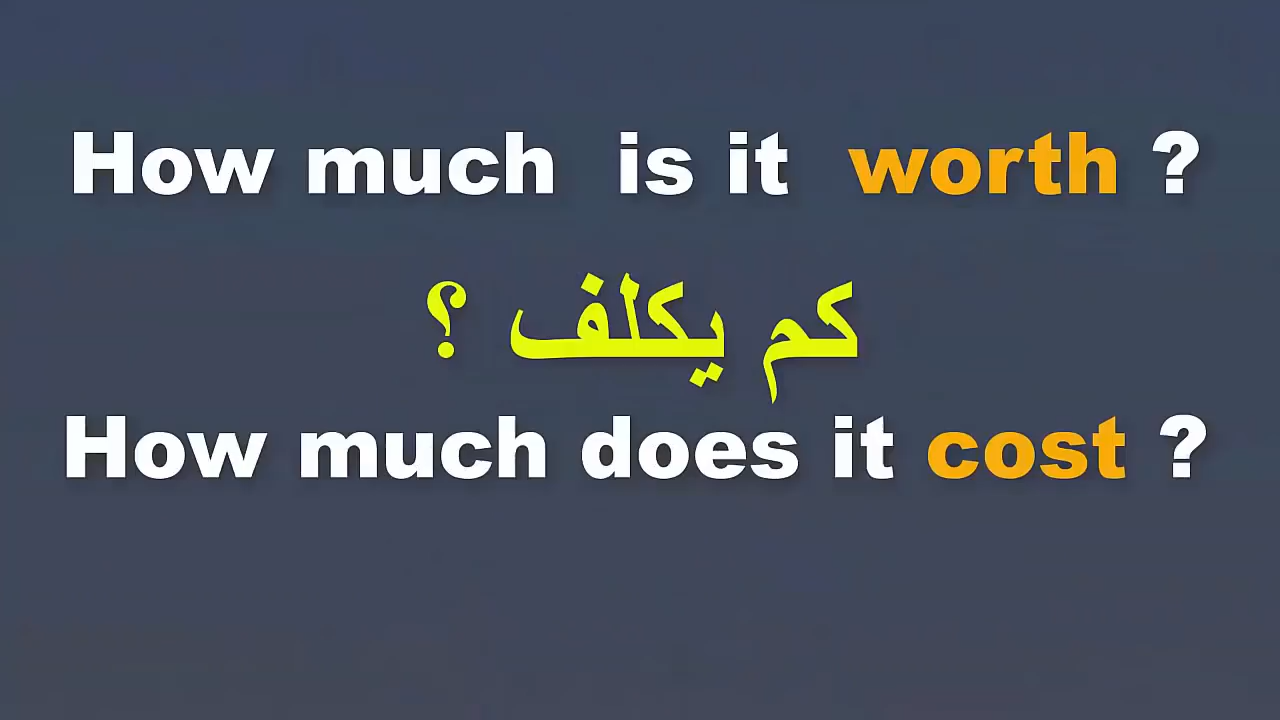 How much is it worth ?
كم يكلف ؟
How much does it cost ?